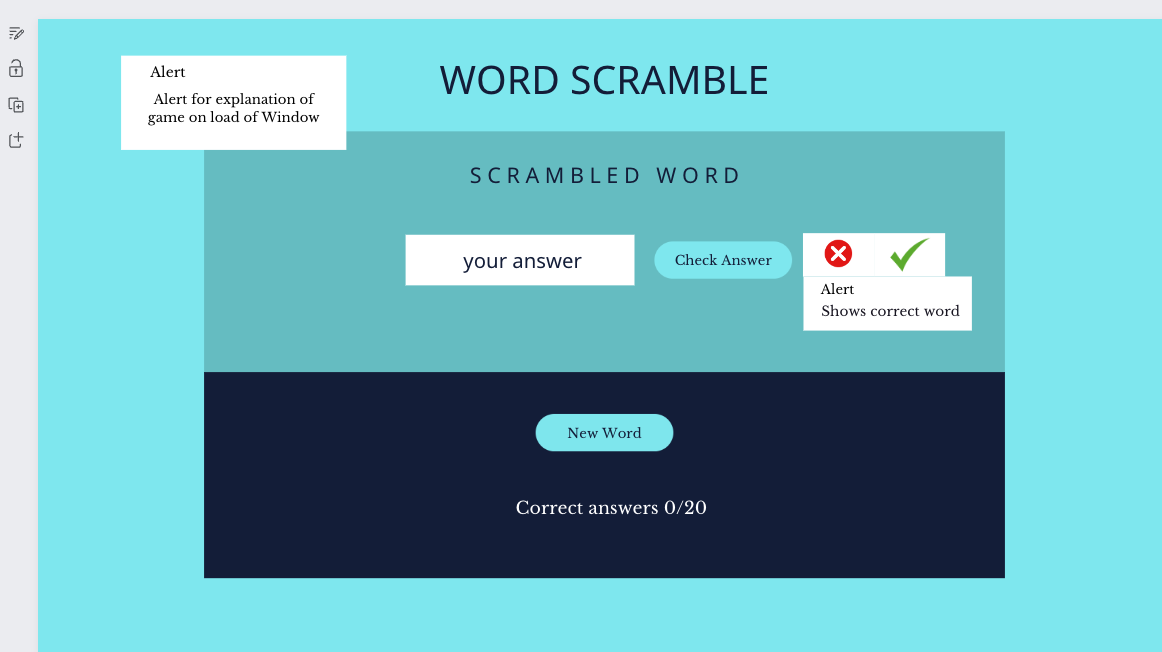 WORD SCRAMBLE
Alert
Alert for explanation of
game on load of Window
SCRAMBLED WORD
your answer
Check Answer
Alert
Shows correct word
New Word
Correct answers 0/20